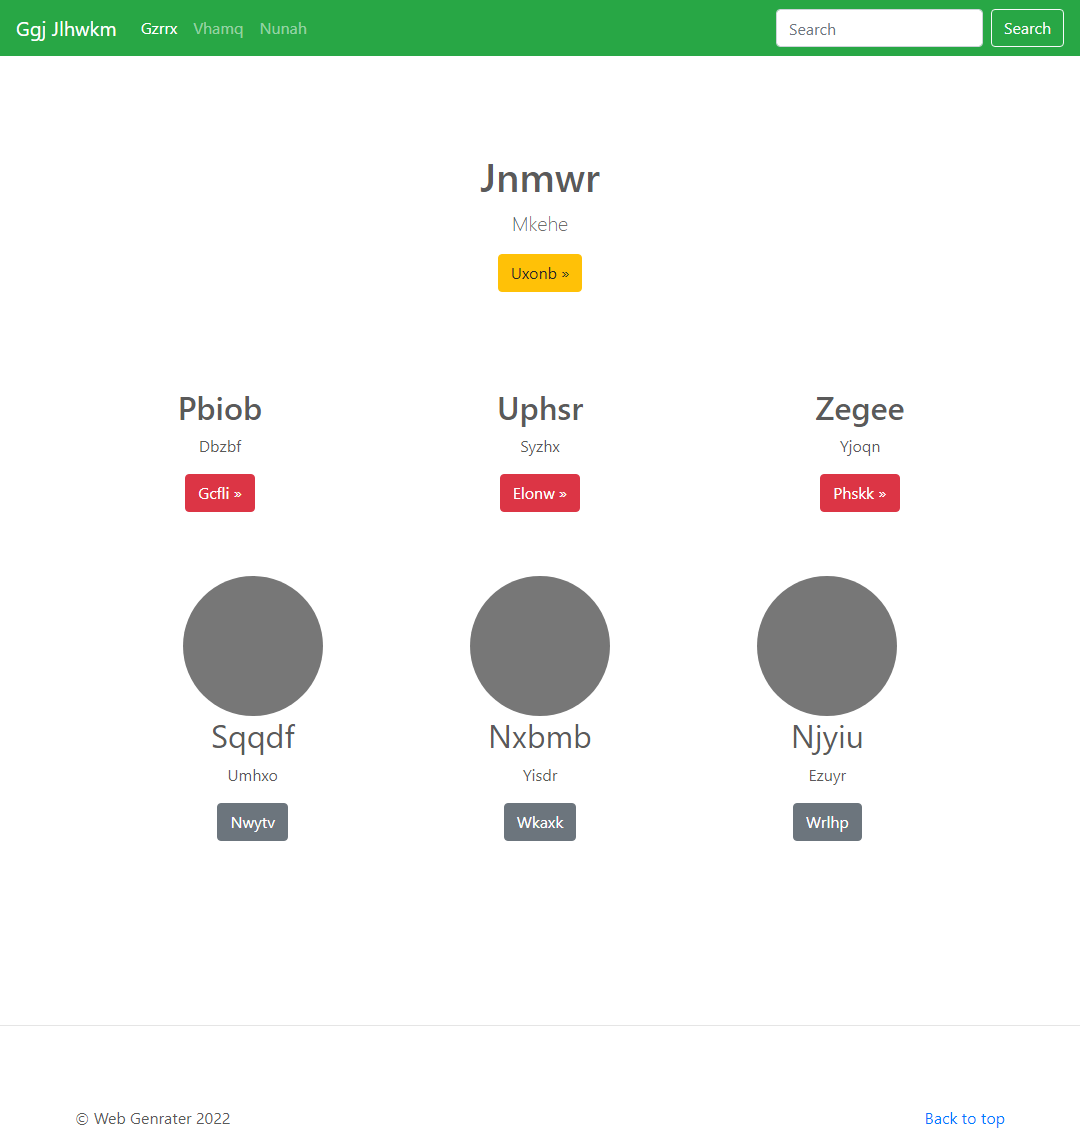 Ggj Jlhwkm Gzrrx Vhamq Nunah Search Search
Jnmwr
Mkehe
Uxonb »
Pbiob Uphsr Zegee
Dbzbf Syzhx Yjoqn
Gcfli » Elonw » Phskk »
Sqqdf Nxbmb Njyiu
Umhxo Yisdr Ezuyr
Nwytv Wkaxk Wrlhp
© Web Genrater 2022 Back to top